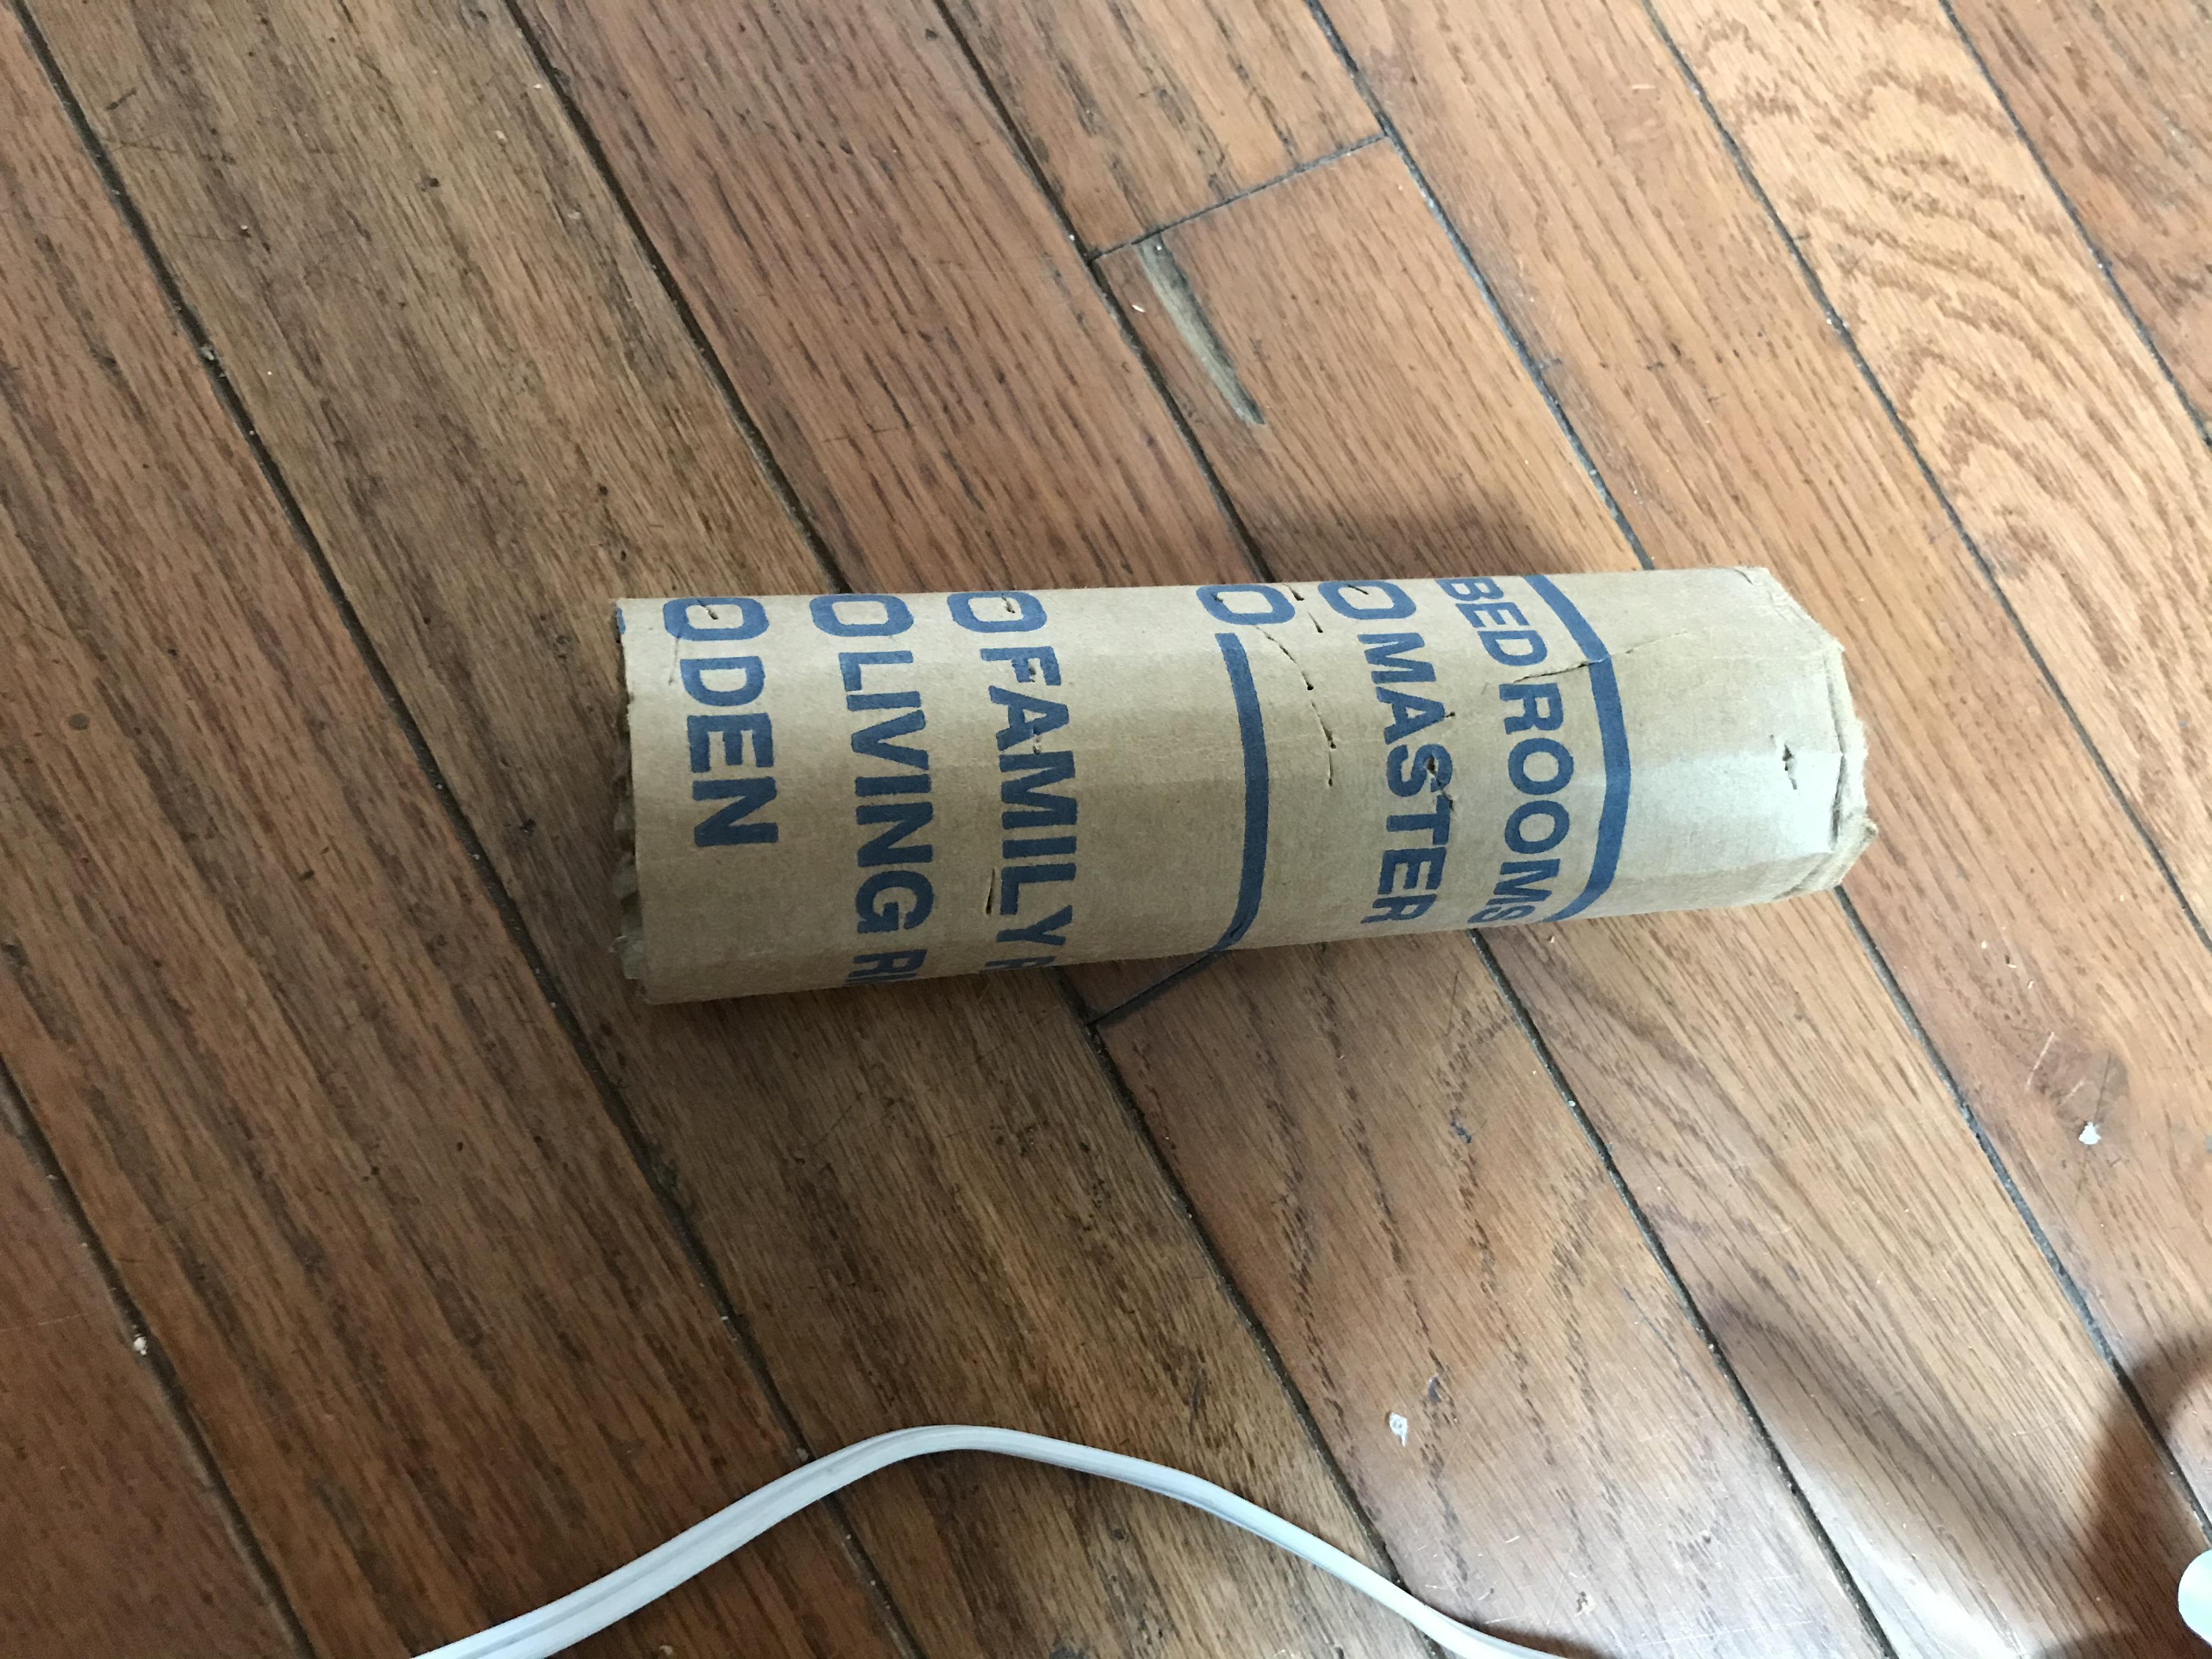 BEDROOMS
O MASTER
O
O FAMILY R
O LIVING R
O DEN